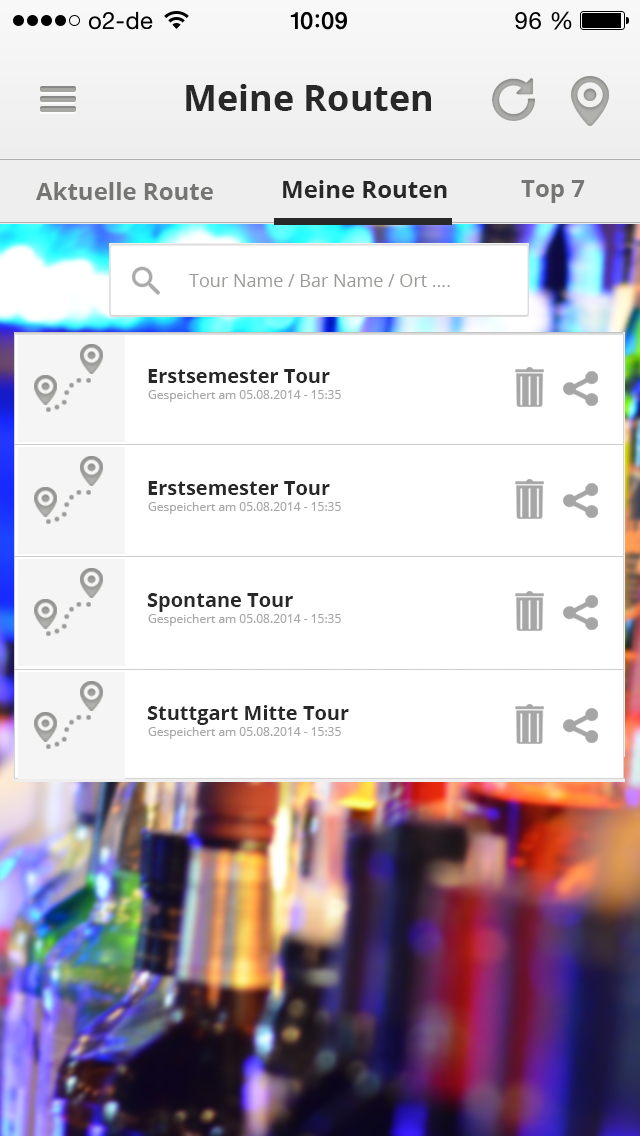 o2-de 10:09 96 %
Meine Routen
Aktuelle Route Meine Routen Top 7
Tour Name / Bar Name / Ort ....
Erstsemester Tour
Gespeichert am 05.08.2014 - 15:35
Erstsemester Tour
Gespeichert am 05.08.2014 - 15:35
Spontane Tour
Gespeichert am 05.08.2014 - 15:35
Stuttgart Mitte Tour
Gespeichert am 05.08.2014 - 15:35